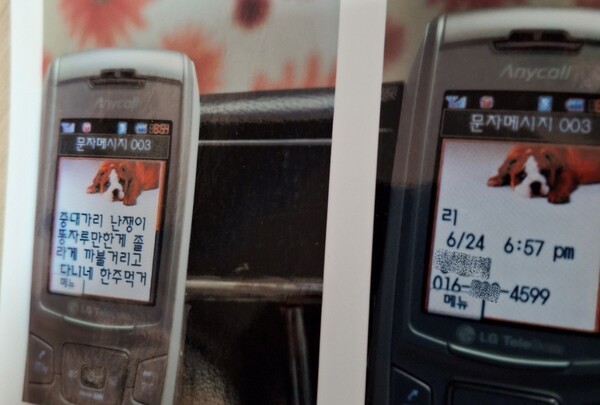 Anycall
문자메시지 003
중대가리 난쟁이
똥자루만한게 졸
라게 까불거리고
다니네 한주먹거
메뉴
Anycall
문자메시지 003
리
6/24 6:57 pm
016- -4599
메뉴
LG Telecom